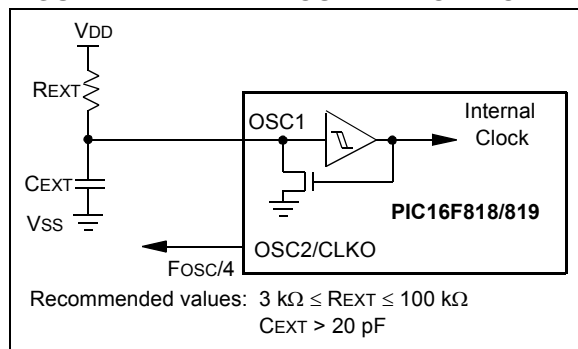 VDD
REXT
OSC1
Internal
Clock
CEXT
PIC16F818/819
VSS
OSC2/CLKO
FOSC/4
Recommended values: 3 kΩ ≤ REXT ≤ 100 kΩ
CEXT > 20 pF